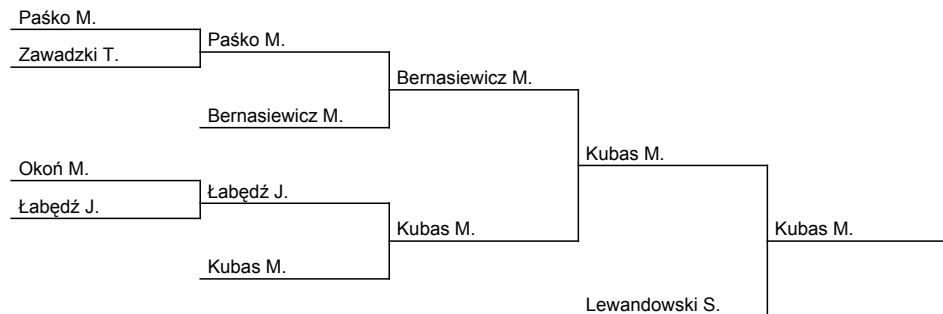 Paśko M.
Zawadzki T.
Paśko M.
Bernasiewicz M.
Bernasiewicz M.
Okoń M.
Łabędź J.
Łabędź J.
Kubas M.
Kubas M.
Kubas M.
Lewandowski S.
Kubas M.